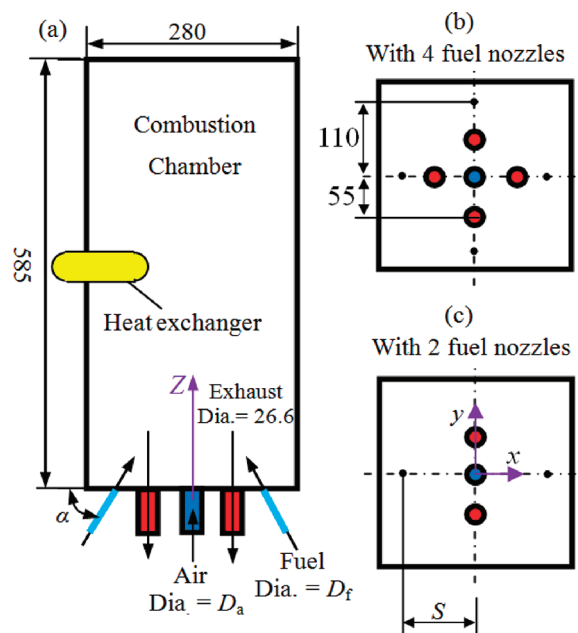 (a)
280
Combustion
Chamber
585
Heat exchanger
Z
Exhaust
Dia.= 26.6
α
Air
Dia. = Da
Fuel
Dia. = Df
(b)
With 4 fuel nozzles
110
55
(c)
With 2 fuel nozzles
y
x
S